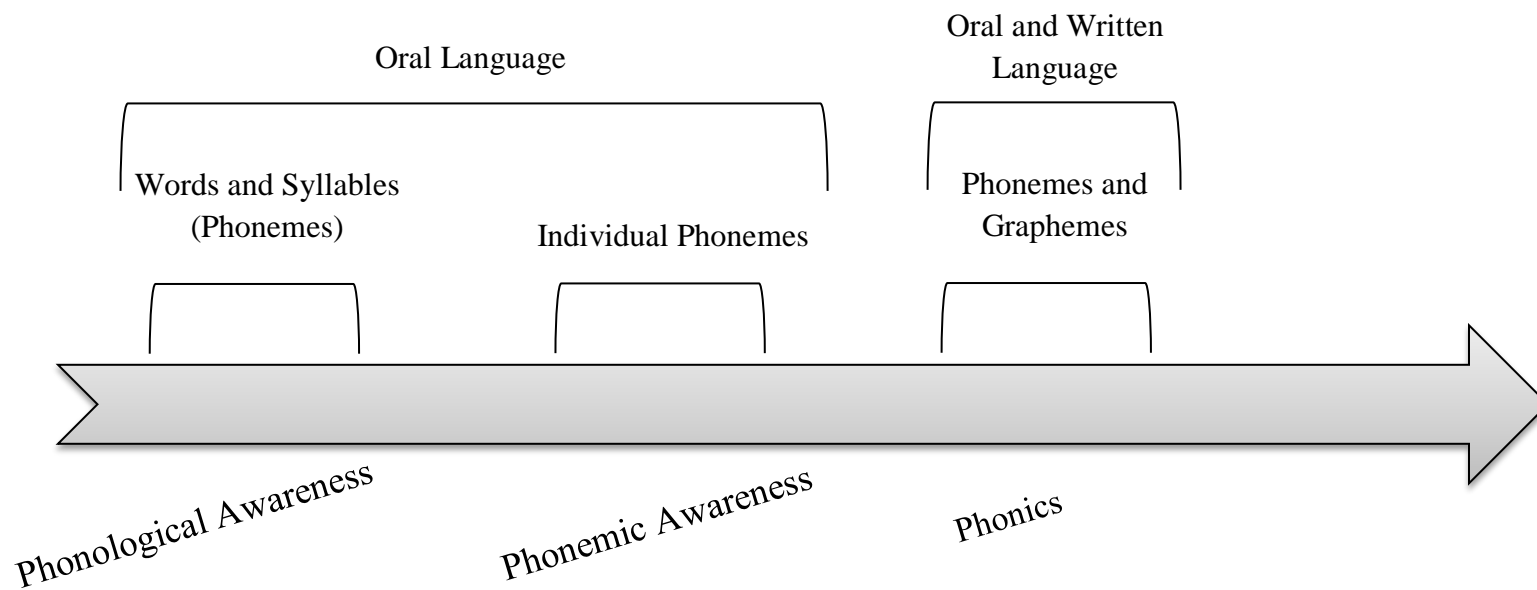 Oral Language
Oral and Written
Language
Words and Syllables
(Phonemes)
Individual Phonemes
Phonemes and
Graphemes
Phonological Awareness
Phonemic Awareness
Phonics